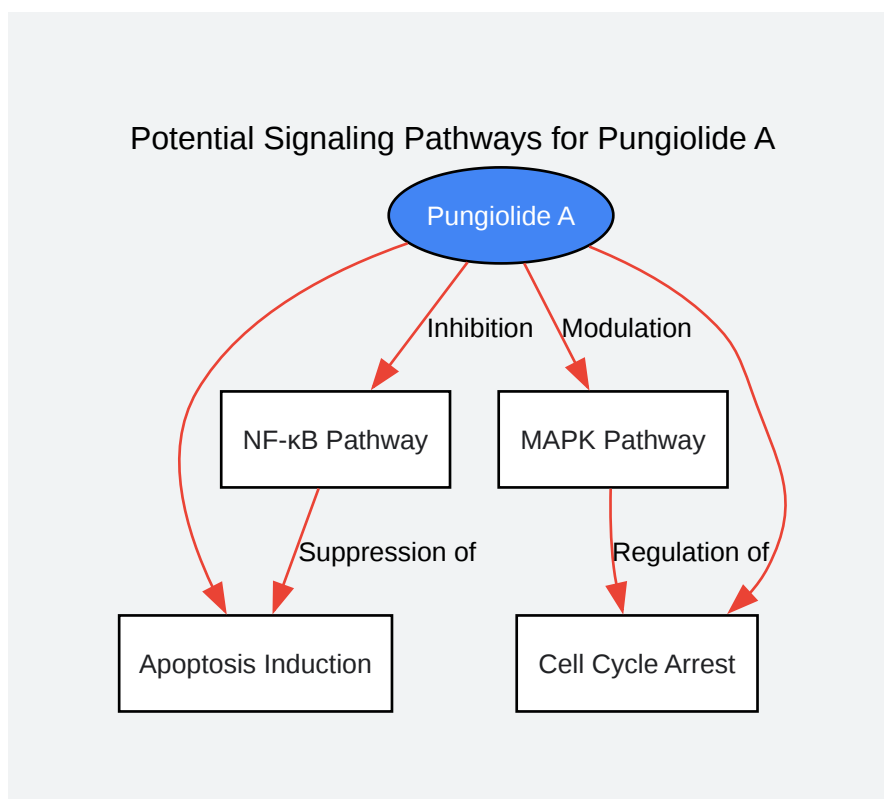 Potential Signaling Pathways for Pungiolide A
Pungiolide A
Inhibition
Modulation
NF-κB Pathway
MAPK Pathway
Suppression of
Regulation of
Apoptosis Induction
Cell Cycle Arrest